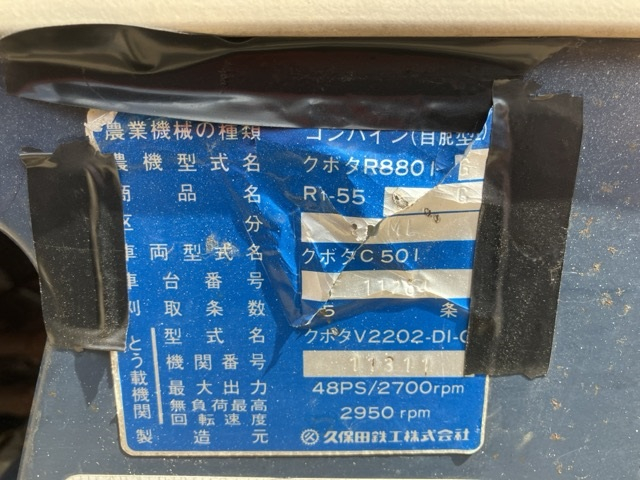 農業機械の種類 コンバイン(自脱型)
農機型式名 クボタR8801-
商品名 R1-55
区分
車両型式名 クボタC501
車台番号
刈取条数 5条
とう載機関
型式名 クボタV2202-DI-
機関番号 11311
最大出力 48PS/2700rpm
無負荷最高回転速度 2950rpm
製造元 久保田鉄工株式会社